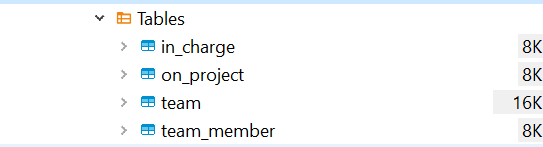 Tables
in_charge 8K
on_project 8K
team 16K
team_member 8K